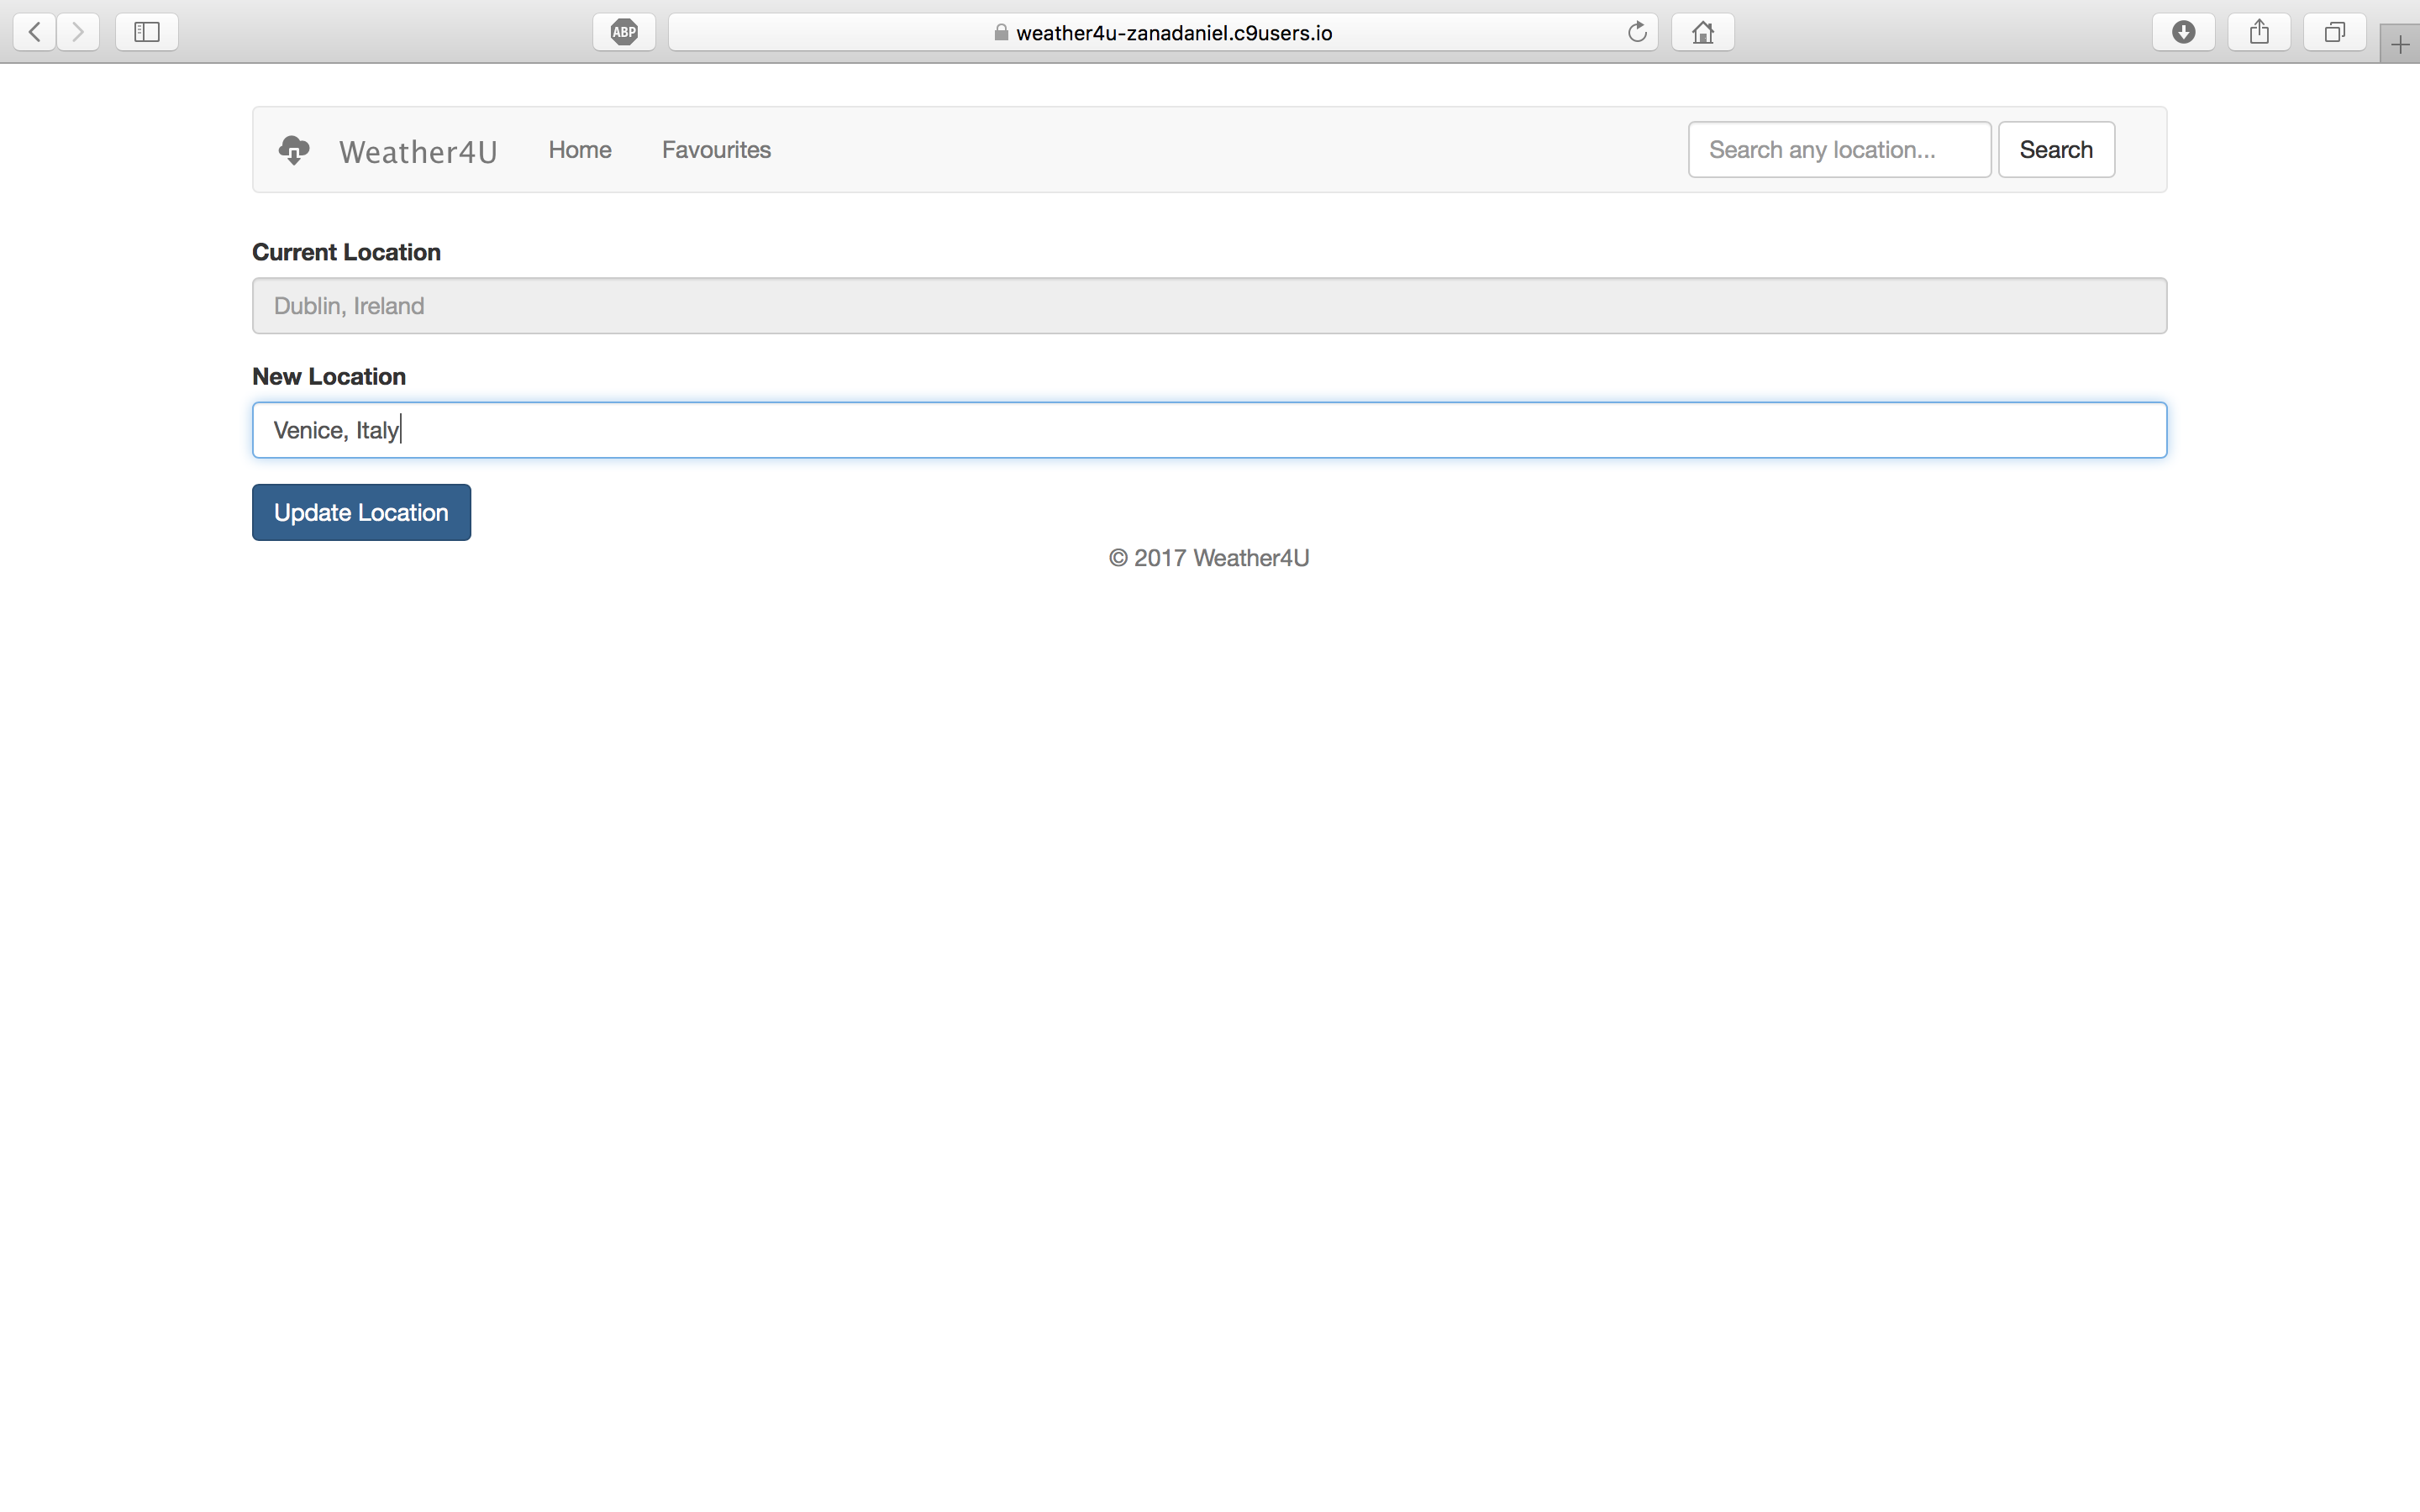 ABP
weather4u-zanadaniel.c9users.io
Weather4U Home Favourites Search any location... Search
Current Location
Dublin, Ireland
New Location
Venice, Italy
Update Location
© 2017 Weather4U